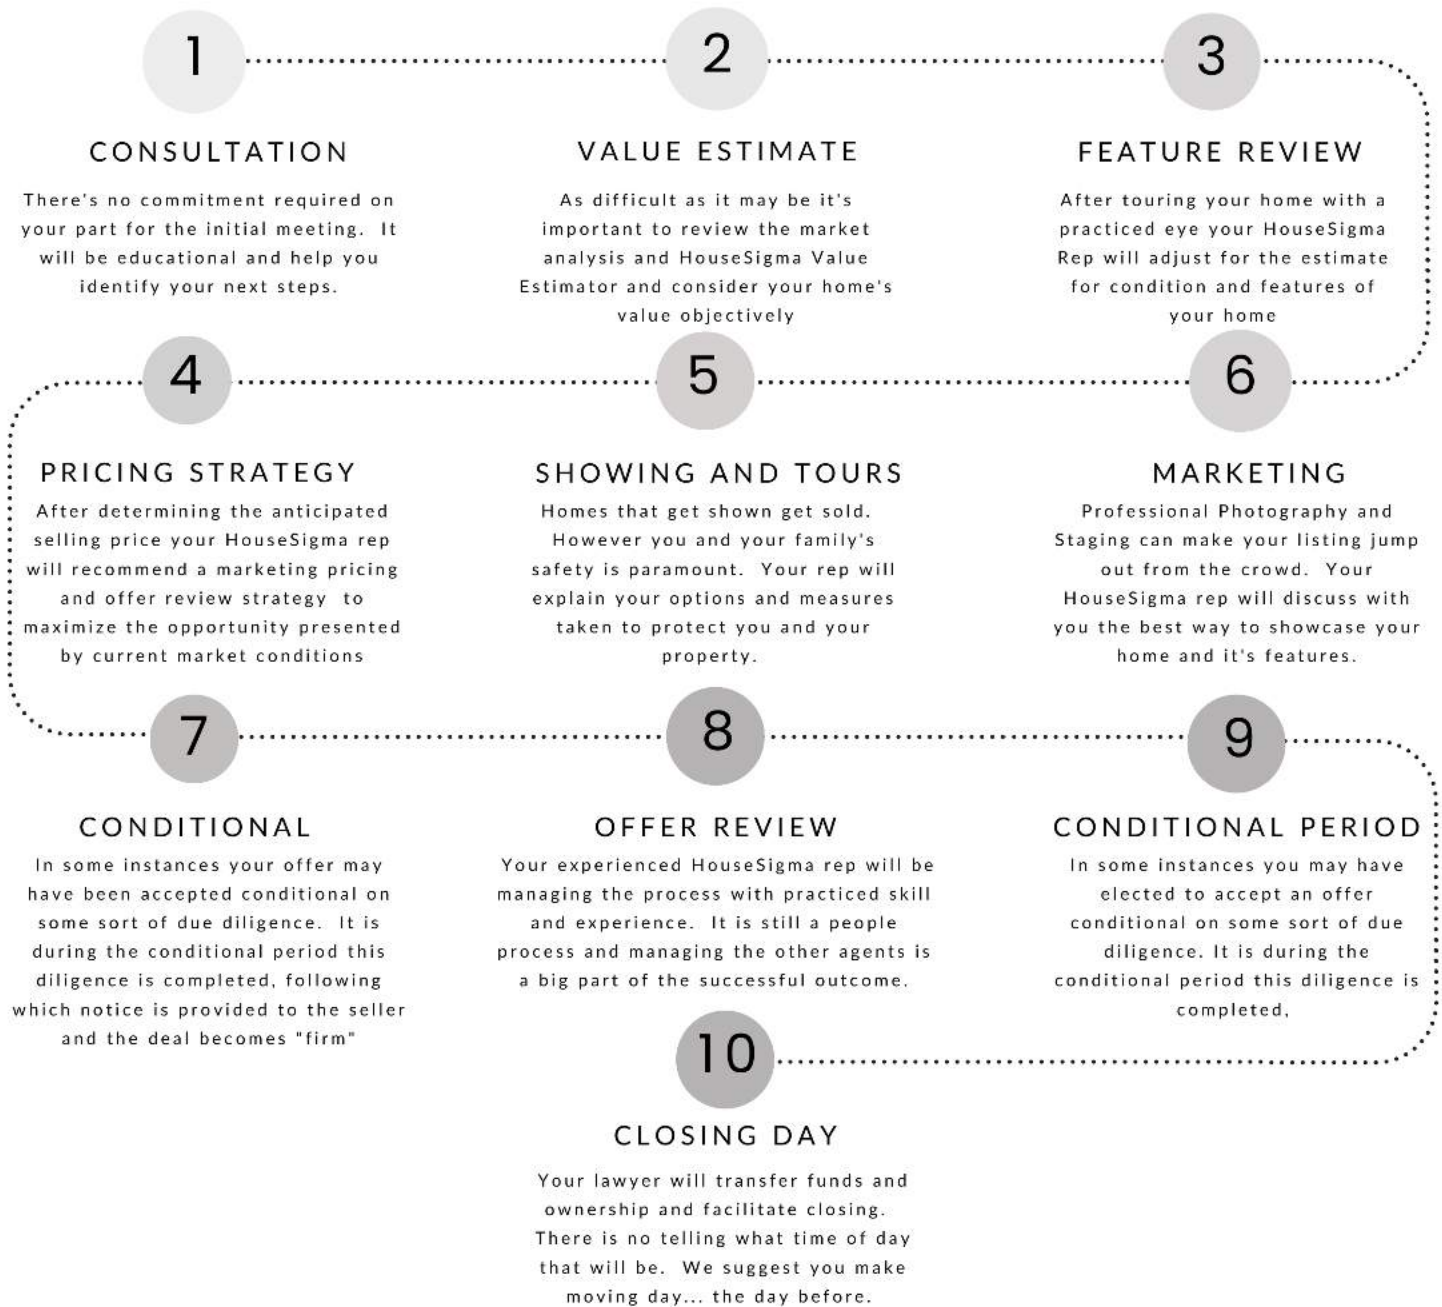 1
CONSULTATION
There's no commitment required on
your part for the initial meeting. It
will be educational and help you
identify your next steps.
2
VALUE ESTIMATE
As difficult as it may be it's
important to review the market
analysis and HouseSigma Value
Estimator and consider your home's
value objectively
3
FEATURE REVIEW
After touring your home with a
practiced eye your HouseSigma
Rep will adjust for the estimate
for condition and features of
your home
4
PRICING STRATEGY
After determining the anticipated
selling price your HouseSigma rep
will recommend a marketing pricing
and offer review strategy to
maximize the opportunity presented
by current market conditions
5
SHOWING AND TOURS
Homes that get shown get sold.
However you and your family's
safety is paramount. Your rep will
explain your options and measures
taken to protect you and your
property.
6
MARKETING
Professional Photography and
Staging can make your listing jump
out from the crowd. Your
HouseSigma rep will discuss with
you the best way to showcase your
home and it's features.
7
CONDITIONAL
In some instances your offer may
have been accepted conditional on
some sort of due diligence. It is
during the conditional period this
diligence is completed, following
which notice is provided to the seller
and the deal becomes "firm"
8
OFFER REVIEW
Your experienced HouseSigma rep will be
managing the process with practiced skill
and experience. It is still a people
process and managing the other agents is
a big part of the successful outcome.
9
CONDITIONAL PERIOD
In some instances you may have
elected to accept an offer
conditional on some sort of due
diligence. It is during the
conditional period this diligence is
completed,
10
CLOSING DAY
Your lawyer will transfer funds and
ownership and facilitate closing.
There is no telling what time of day
that will be. We suggest you make
moving day... the day before.